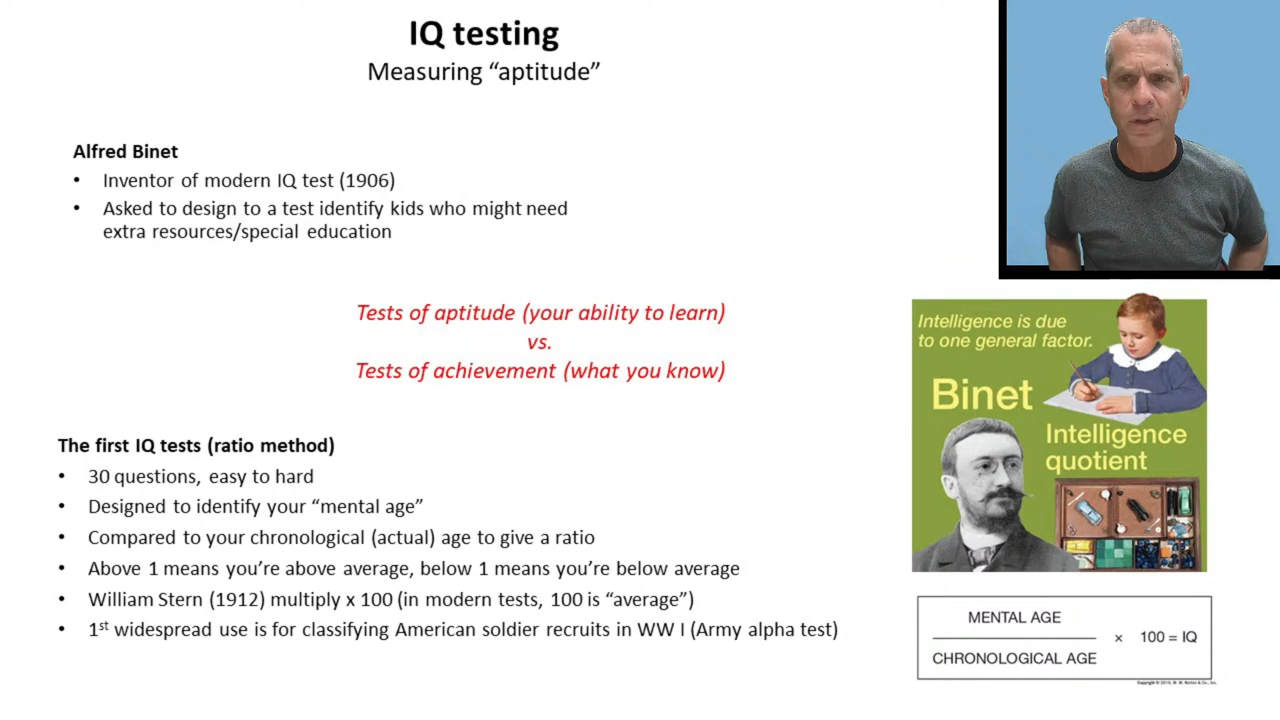 IQ testing
Measuring “aptitude”
Alfred Binet
• Inventor of modern IQ test (1906)
• Asked to design to a test identify kids who might need
extra resources/special education
Tests of aptitude (your ability to learn)
vs.
Tests of achievement (what you know)
The first IQ tests (ratio method)
• 30 questions, easy to hard
• Designed to identify your “mental age”
• Compared to your chronological (actual) age to give a ratio
• Above 1 means you’re above average, below 1 means you’re below average
• William Stern (1912) multiply x 100 (in modern tests, 100 is “average”)
• 1st widespread use is for classifying American soldier recruits in WW I (Army alpha test)
Intelligence is due
to one general factor.
Binet
Intelligence
quotient
MENTAL AGE
CHRONOLOGICAL AGE
× 100 = IQ